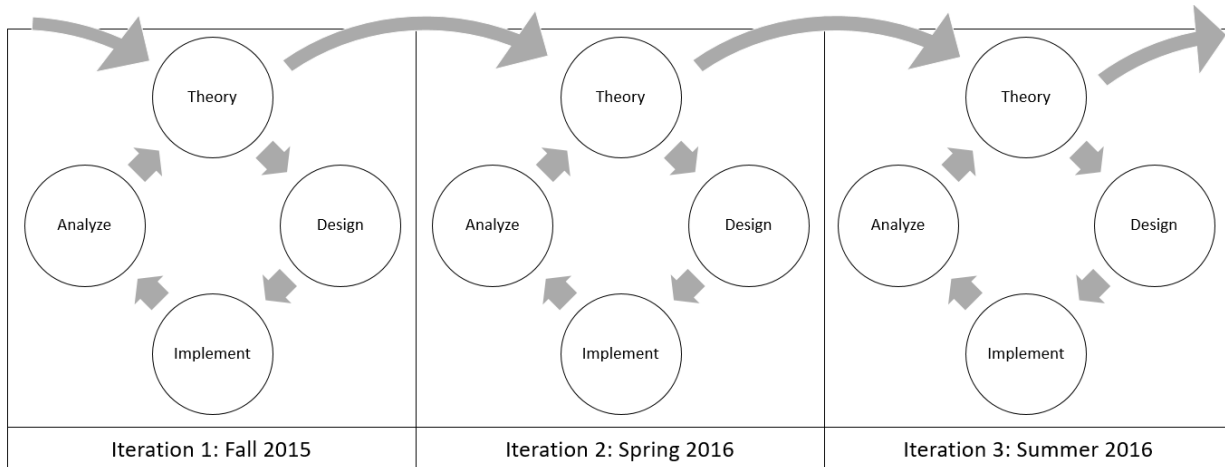 Theory
Analyze
Design
Implement
Iteration 1: Fall 2015
Theory
Analyze
Design
Implement
Iteration 2: Spring 2016
Theory
Analyze
Design
Implement
Iteration 3: Summer 2016